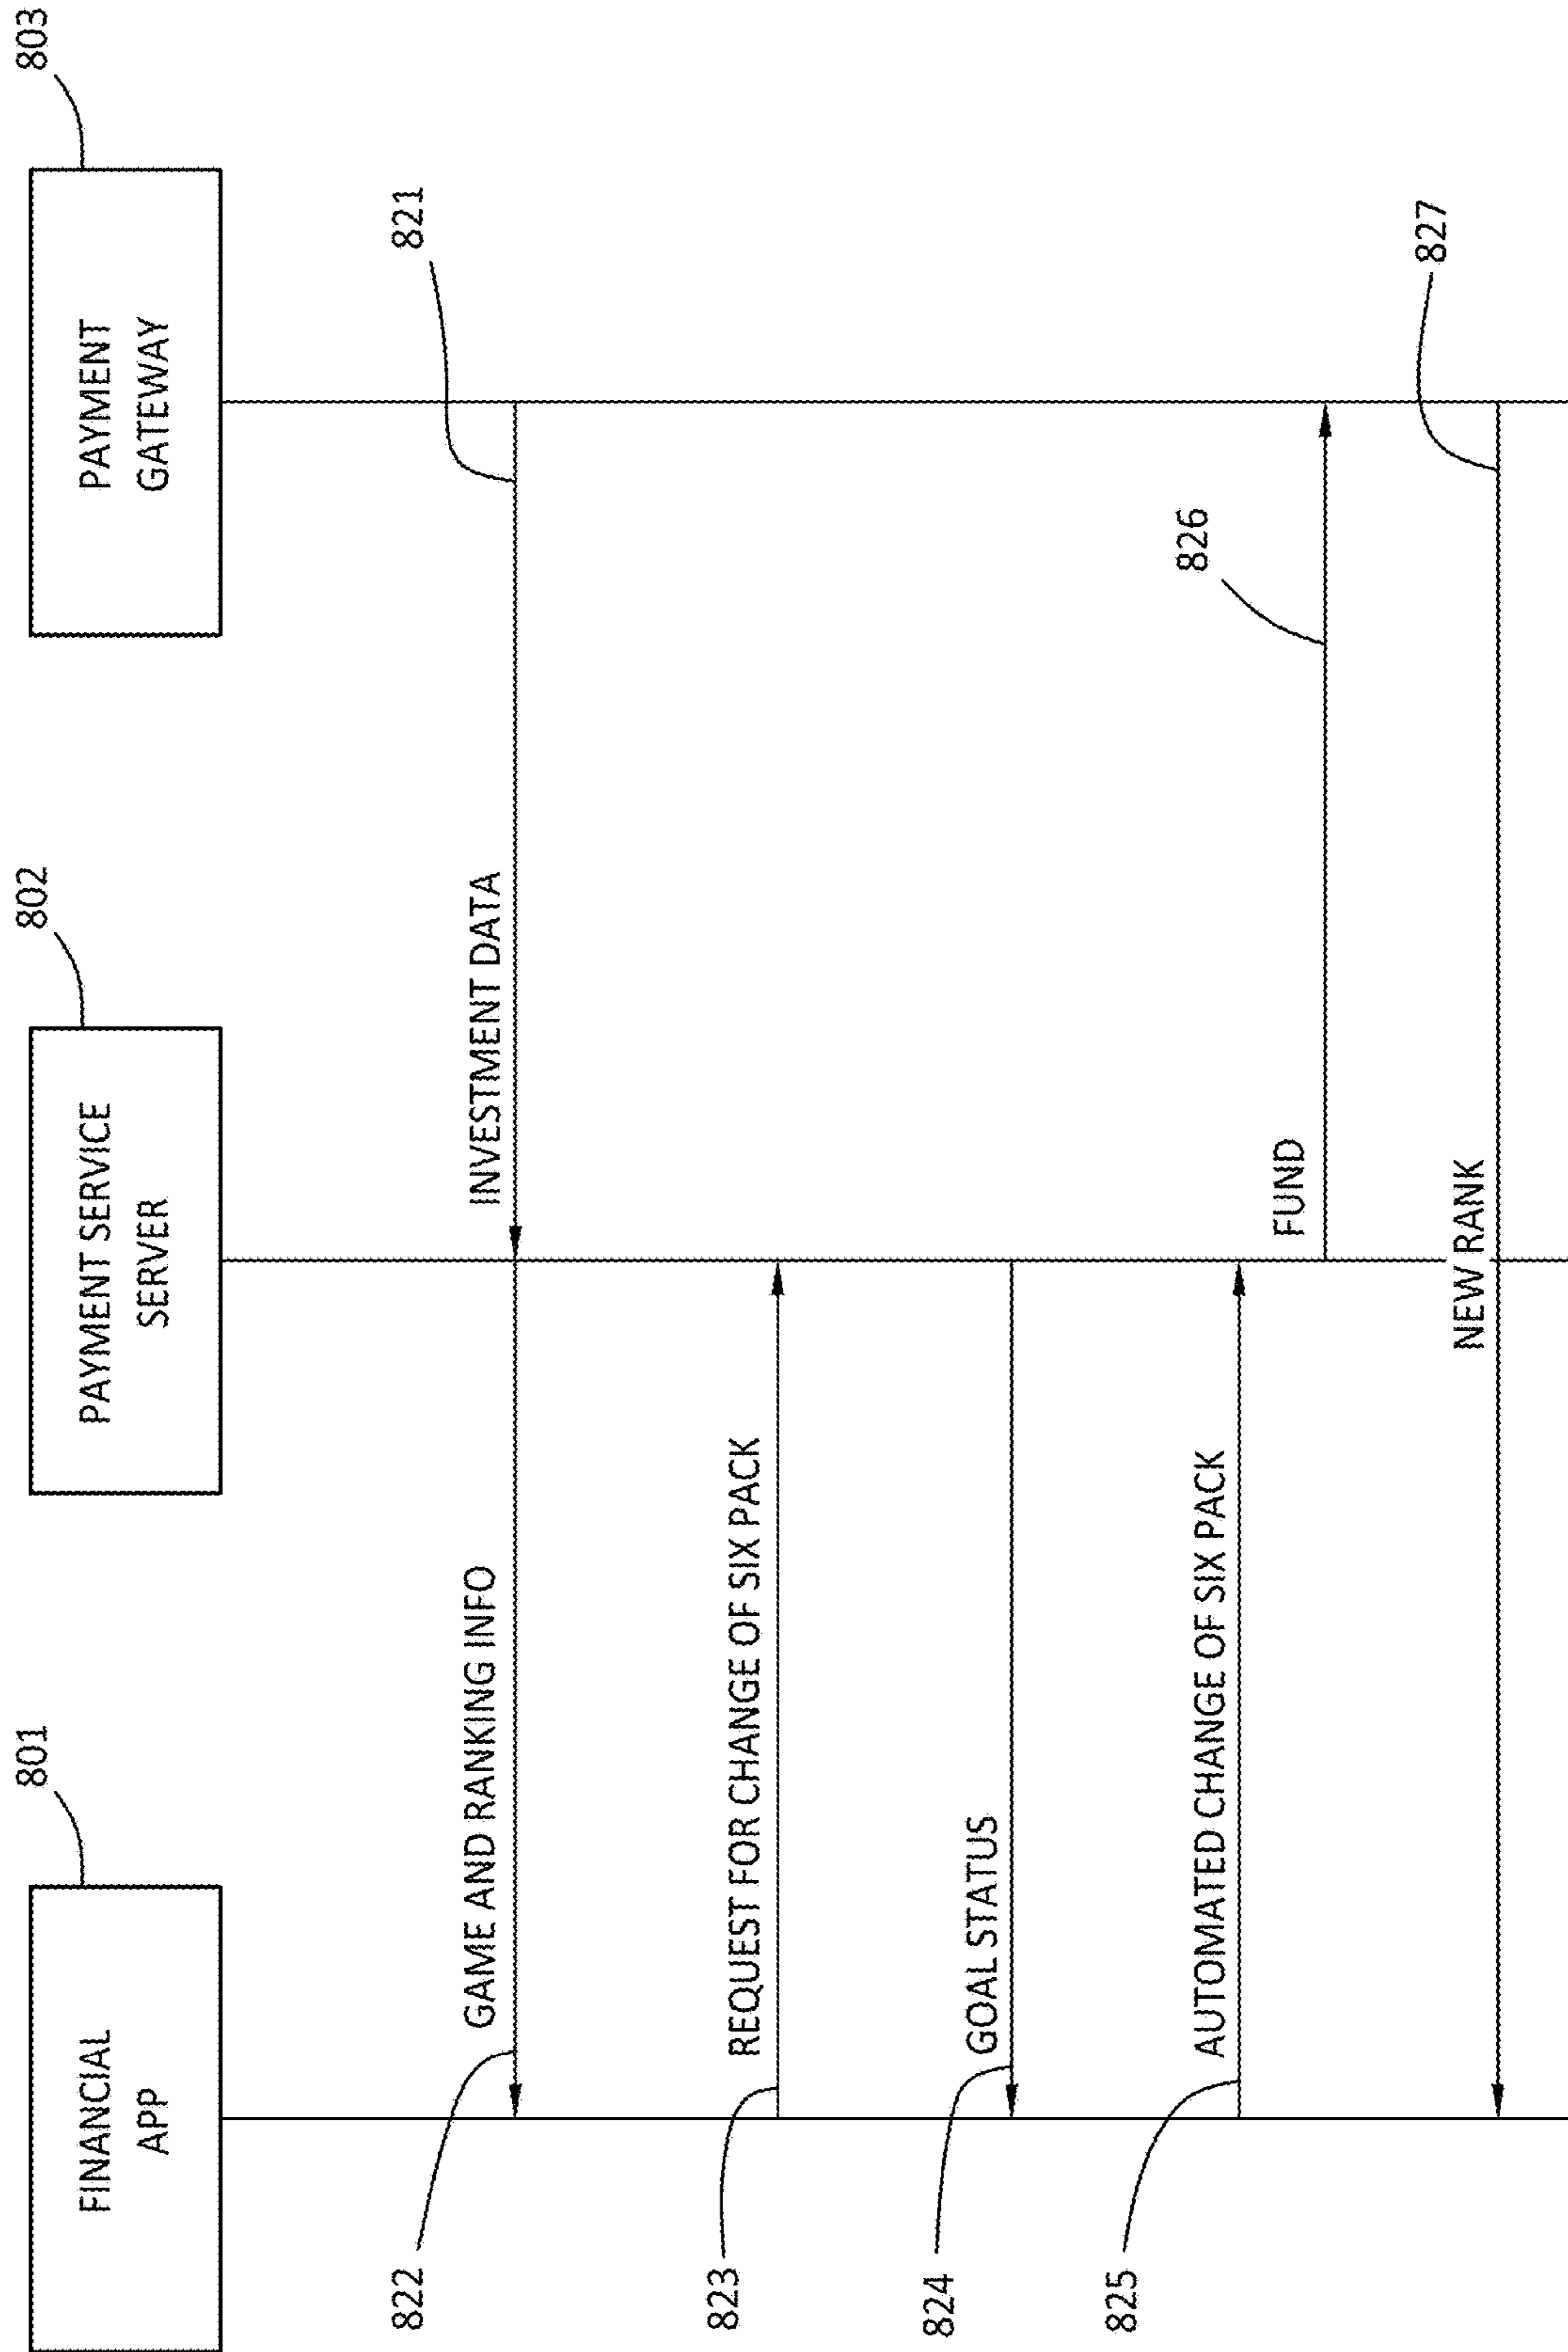 801
802
803
FINANCIAL
APP
PAYMENT SERVICE
SERVER
PAYMENT
GATEWAY
822
GAME AND RANKING INFO
INVESTMENT DATA
821
823
REQUEST FOR CHANGE OF SIX PACK
824
GOAL STATUS
825
AUTOMATED CHANGE OF SIX PACK
FUND
826
NEW RANK
827